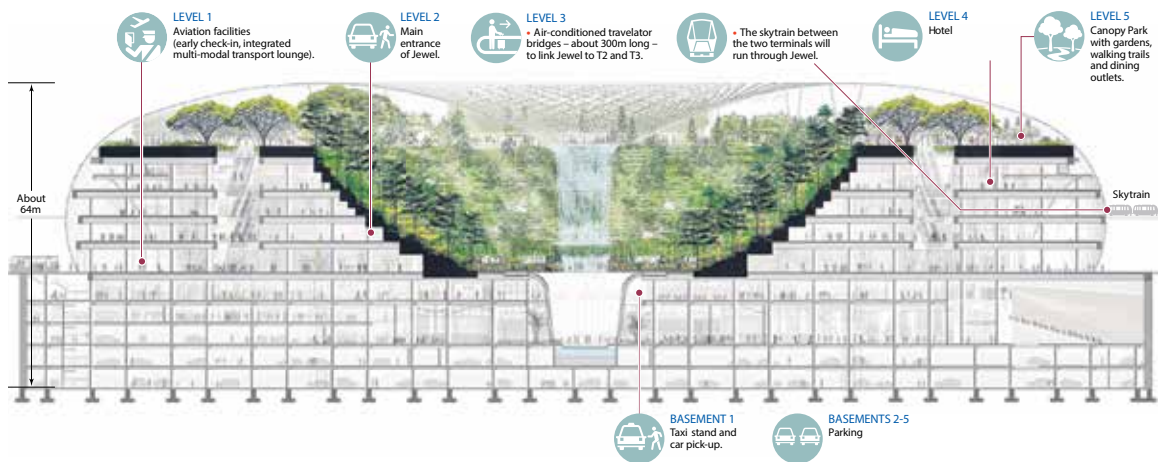 LEVEL 1
Aviation facilities
(early check-in, integrated
multi-modal transport lounge).
LEVEL 2
Main
entrance
of Jewel.
LEVEL 3
• Air-conditioned travelator
bridges – about 300m long –
to link Jewel to T2 and T3.
• The skytrain between
the two terminals will
run through Jewel.
LEVEL 4
Hotel
LEVEL 5
Canopy Park
with gardens,
walking trails
and dining
outlets.
About
64m
Skytrain
BASEMENT 1
Taxi stand and
car pick-up.
BASEMENTS 2-5
Parking